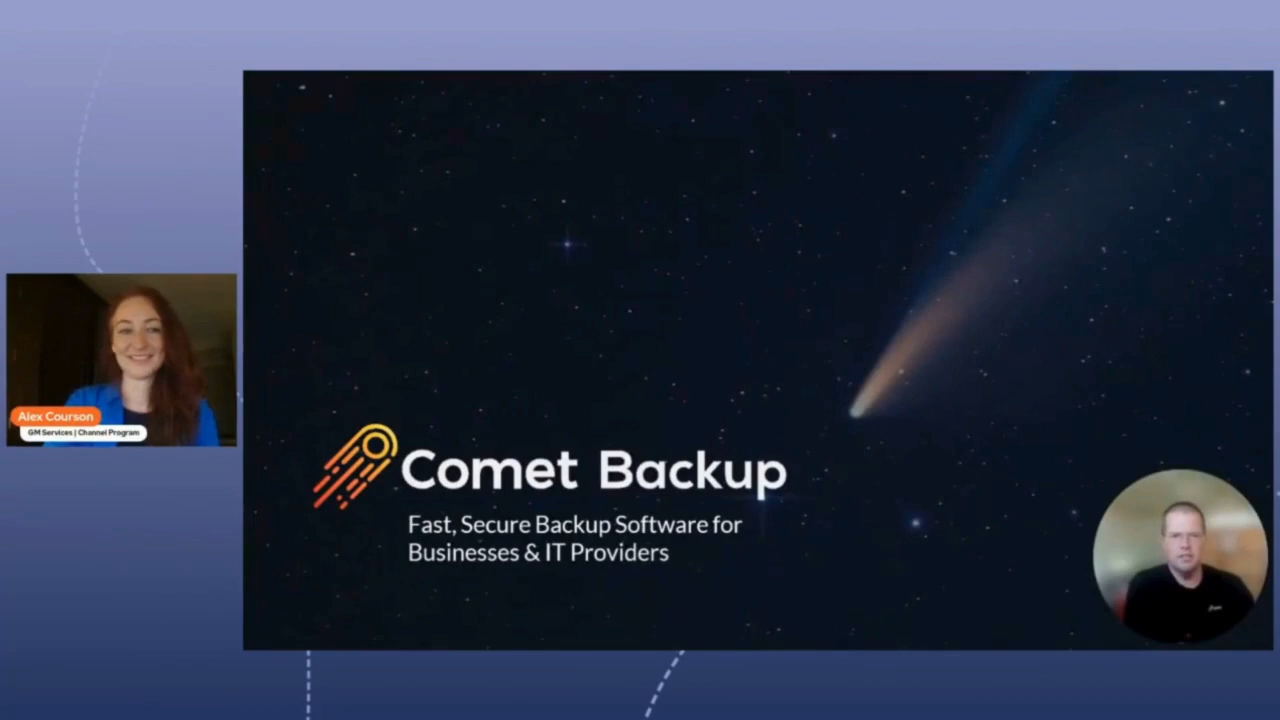 Alex Courson
GM Services | Channel Program
Comet Backup
Fast, Secure Backup Software for
Businesses & IT Providers